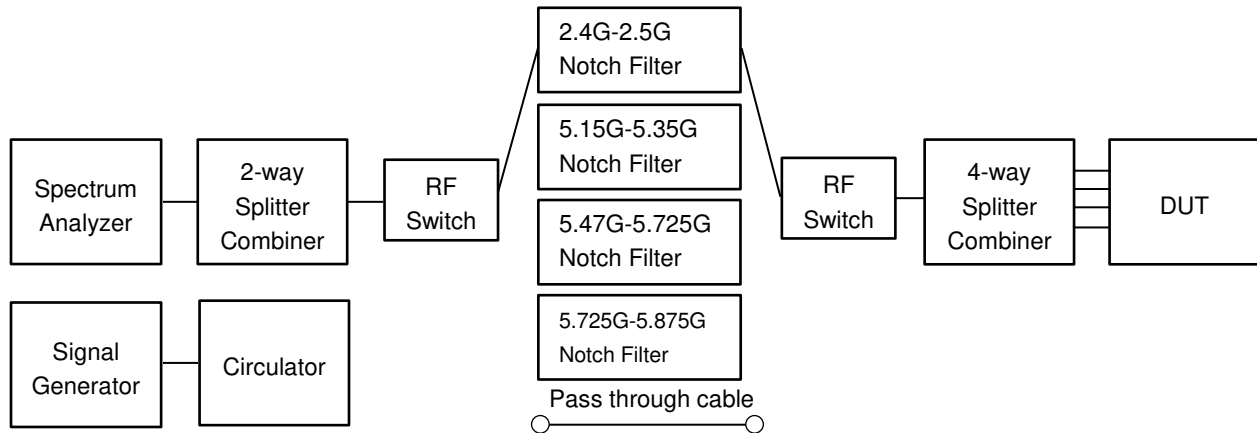 2.4G-2.5G
Notch Filter
5.15G-5.35G
Notch Filter
Spectrum
Analyzer
2-way
Splitter
Combiner
RF
Switch
RF
Switch
4-way
Splitter
Combiner
DUT
5.47G-5.725G
Notch Filter
5.725G-5.875G
Notch Filter
Signal
Generator
Circulator
Pass through cable